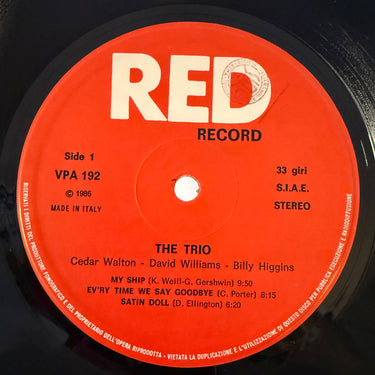 RED
RECORD
Side 1
33 giri
VPA 192
S.I.A.E.
℗ 1986
STEREO
MADE IN ITALY
THE TRIO
Cedar Walton - David Williams - Billy Higgins
MY SHIP (K. Weill-G. Gershwin) 9:50
EV'RY TIME WE SAY GOODBYE (C. Porter) 8:15
SATIN DOLL (D. Ellington) 6:20
RISERVATI I DIRITTI DEL PRODUTTORE FONOGRAFICO E DEL PROPRIETARIO DELL'OPERA RIPRODOTTA - VIETATA LA DUPLICAZIONE E L'UTILIZZAZIONE DI QUESTO DISCO PER PUBBLICA ESECUZIONE E RADIODIFFUSIONE